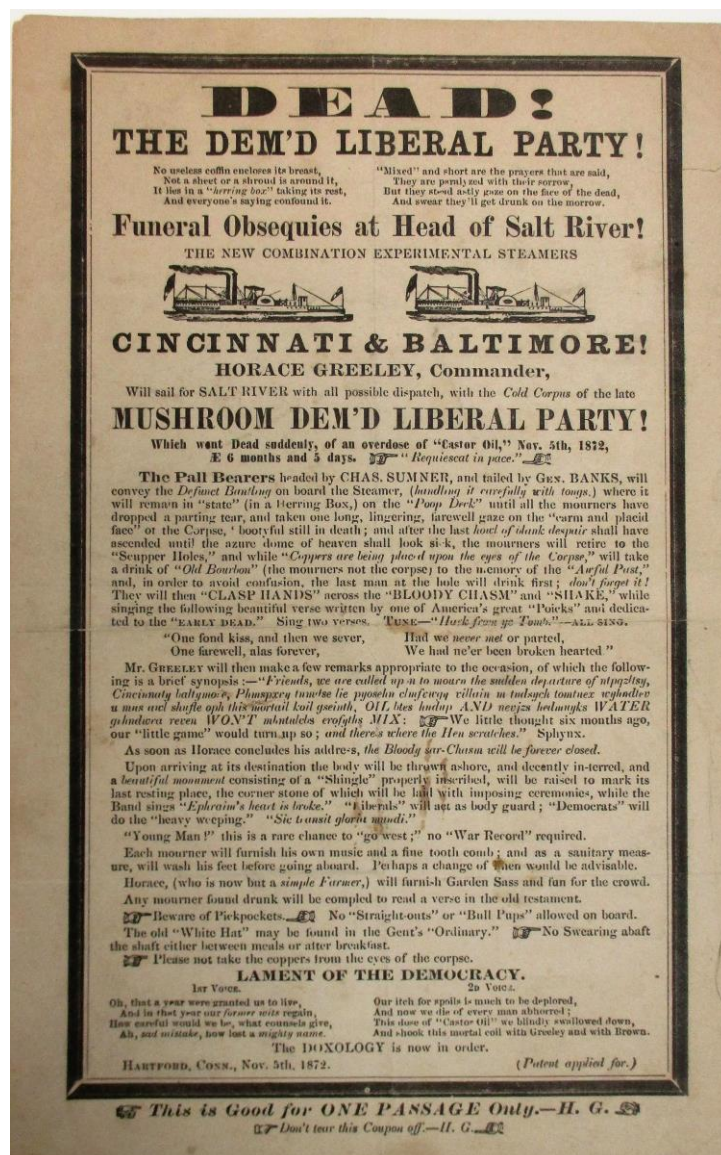 DEAD!
THE DEM'D LIBERAL PARTY!
No useless coffin encloses its breast,
Not a sheet or a shroud is around it,
It lies in a "herring box" taking its rest,
And everyone's saying confound it.
"Mixed" and short are the prayers that are said,
They are paralyzed with their sorrow,
But they stead astly gaze on the face of the dead,
And swear they'll get drunk on the morrow.
Funeral Obsequies at Head of Salt River!
THE NEW COMBINATION EXPERIMENTAL STEAMERS
CINCINNATI & BALTIMORE!
HORACE GREELEY, Commander,
Will sail for SALT RIVER with all possible dispatch, with the Cold Corpus of the late
MUSHROOM DEM'D LIBERAL PARTY!
Which went Dead suddenly, of an overdose of "Castor Oil," Nov. 5th, 1872,
Æ 6 months and 5 days. "Requiescat in pace."
The Pall Bearers headed by CHAS. SUMNER, and tailed by GEN. BANKS, will
convey the Defunct Bantling on board the Steamer, (handling it carefully with tongs.) where it
will remain in "state" (in a Herring Box,) on the "Poop Deck" until all the mourners have
dropped a parting tear, and taken one long, lingering, farewell gaze on the "carm and placid
face" of the Corpse, ' bootyful still in death; and after the last howl of blank despair shall have
ascended until the azure dome of heaven shall look si k, the mourners will retire to the
"Scupper Holes," and while "Coppers are being placed upon the eyes of the Corpse," will take
a drink of "Old Bourbon" (the mourners not the corpse) to the memory of the "Awful Past,"
and, in order to avoid confusion, the last man at the hole will drink first; don't forget it!
They will then "CLASP HANDS" across the "BLOODY CHASM" and "SHAKE," while
singing the following beautiful verse written by one of America's great "Poicks" and dedica-
ted to the "EARLY DEAD." Sing two verses. TUNE—"Hark from ye Tomb."—ALL SING.
"One fond kiss, and then we sever,
One farewell, alas forever,
Had we never met or parted,
We had ne'er been broken hearted"
Mr. GREELEY will then make a few remarks appropriate to the occasion, of which the follow-
ing is a brief synopsis:—"Friends, we are called up n to mourn the sudden departure of
Cincinnaty baltymore,
u mus shufle oph this mortail koil OIL AND WATER
WON'T MIX: We little thought six months ago,
our "little game" would turn up so; and there's where the Hen scratches." Sphynx.
As soon as Horace concludes his address, the Bloody sar-Chasm will be forever closed.
Upon arriving at its destination the body will be thrown ashore, and decently in-terred, and
a beautiful monument consisting of a "Shingle" properly inscribed, will be raised to mark its
last resting place, the corner stone of which will be laid with imposing ceremonies, while the
Band sings "Ephraim's heart is broke." "Liberals" will act as body guard; "Democrats" will
do the "heavy weeping." "Sic transit gloria mundi."
"Young Man!" this is a rare chance to "go west;" no "War Record" required.
Each mourner will furnish his own music and a fine tooth comb; and as a sanitary meas-
ure, will wash his feet before going aboard. Perhaps a change of would be advisable.
Horace, (who is now but a simple Farmer,) will furnish Garden Sass and fun for the crowd.
Any mourner found drunk will be compled to read a verse in the old testament.
Beware of Pickpockets. No "Straight-outs" or "Bull Pups" allowed on board.
The old "White Hat" may be found in the Gent's "Ordinary." No Swearing abaft
the shaft either between meals or after breakfast.
Please not take the coppers from the eyes of the corpse.
LAMENT OF THE DEMOCRACY.
1ST VOICE.
Oh, that a year were granted us to live,
And in that year our former wits regain,
How careful would we be, what counsels give,
Ah, sad mistake, now lost a mighty name.
2D VOICE.
Our itch for spoils is much to be deplored,
And now we die of every man abhorred;
This dose of "Castor Oil" we blindly swallowed down,
And shook this mortal coil with Greeley and with Brown.
The DOXOLOGY is now in order.
HARTFORD, CONN., Nov. 5th, 1872.
(Patent applied for.)
This is Good for ONE PASSAGE Only.—H. G.
Don't tear this Coupon off.—H. G.